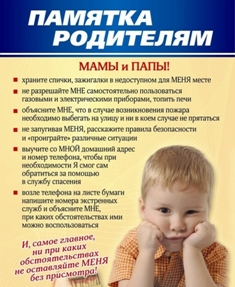 ПАМЯТКА
РОДИТЕЛЯМ
МАМЫ и ПАПЫ!
храните спички, зажигалки в недоступном для МЕНЯ месте
не разрешайте МНЕ самостоятельно пользоваться
газовыми и электрическими приборами, топить печи
объясните МНЕ, что в случае возникновения пожара
необходимо выбегать на улицу и ни в коем случае не прятаться
не запугивая МЕНЯ, расскажите правила безопасности
и «проиграйте» различные ситуации
выучите со МНОЙ домашний адрес
и номер телефона, чтобы при
необходимости Я смог сам
обратиться за помощью
в службу спасения
возле телефона на листе бумаги
напишите номера экстренных
служб и объясните МНЕ,
при каких обстоятельствах ими
можно воспользоваться
И, самое главное,
ни при каких
обстоятельствах
не оставляйте МЕНЯ
без присмотра!